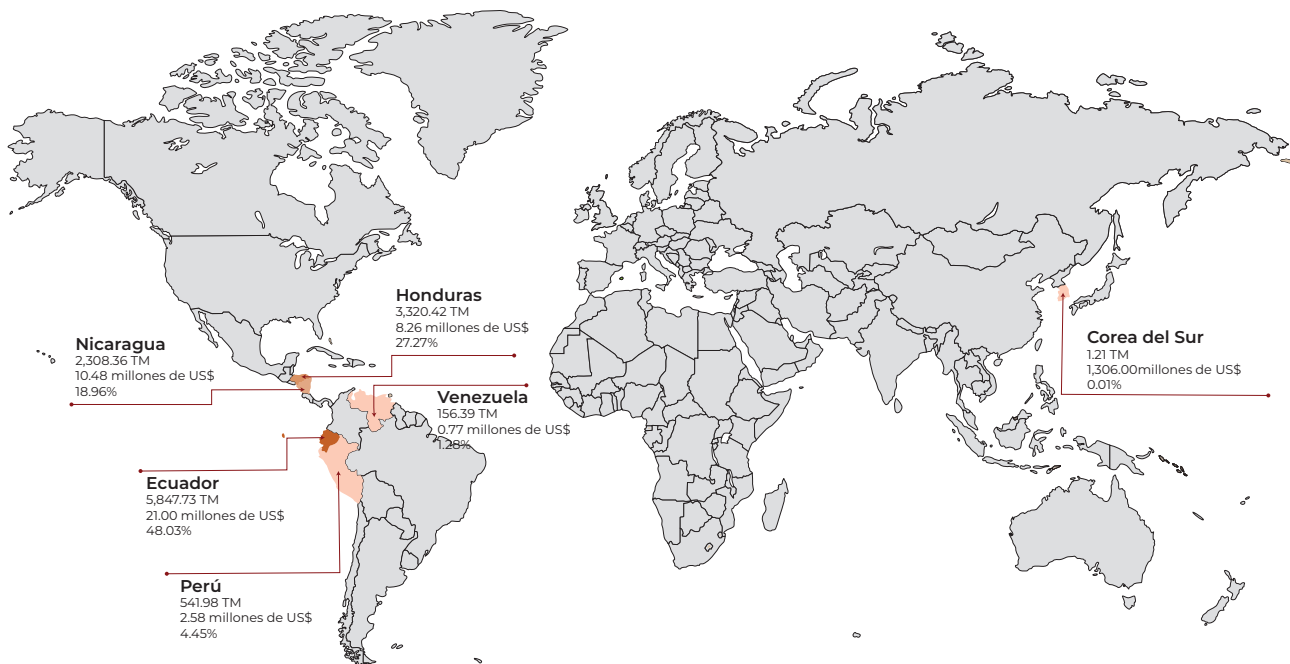 Honduras
3,320.42 TM
8.26 millones de US$
27.27%
Nicaragua
2,308.36 TM
10.48 millones de US$
18.96%
Venezuela
156.39 TM
0.77 millones de US$
1.28%
Corea del Sur
1.21 TM
1,306.00millones de US$
0.01%
Ecuador
5,847.73 TM
21.00 millones de US$
48.03%
Perú
541.98 TM
2.58 millones de US$
4.45%